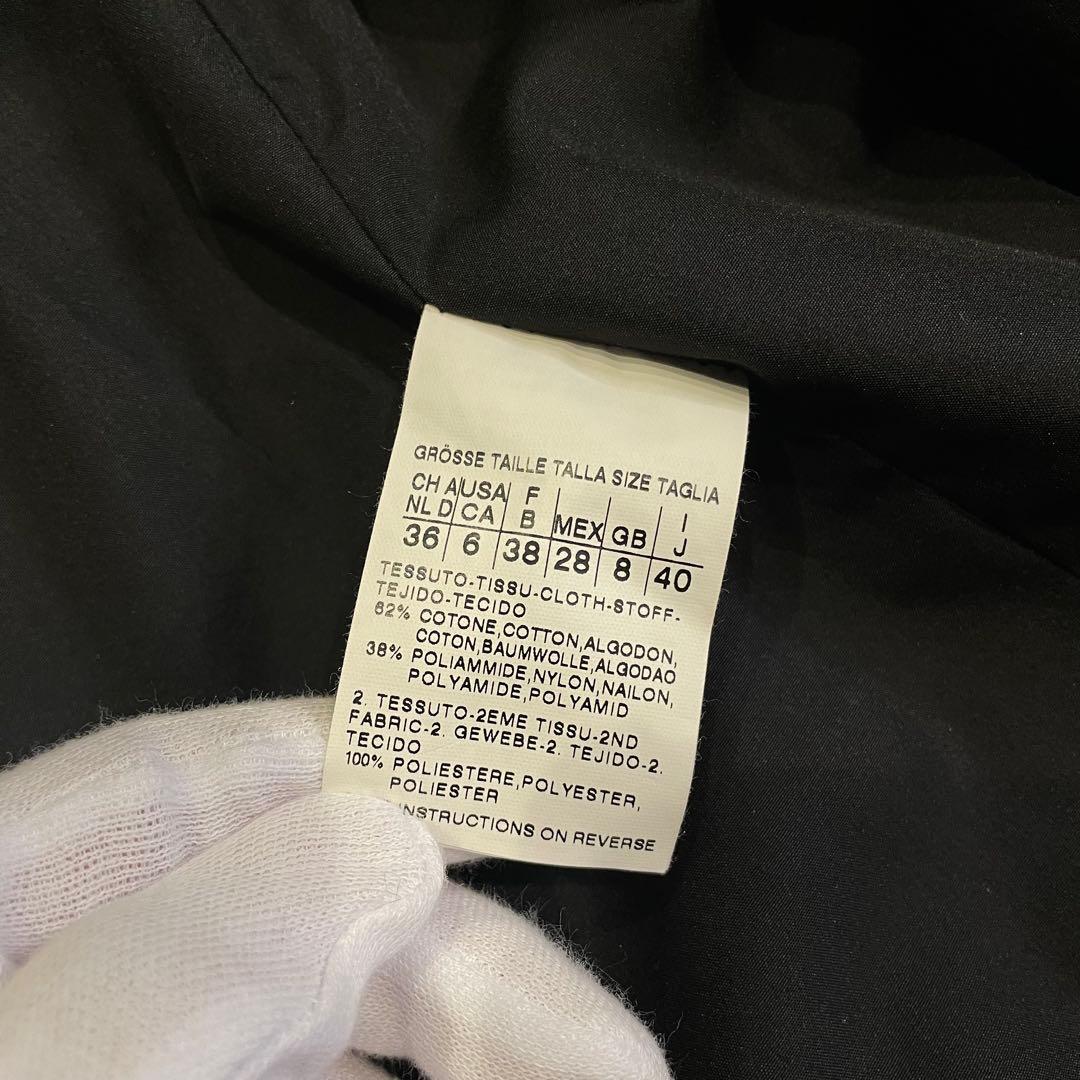 GRÖSSE TAILLE TALLA SIZE TAGLIA
CH A USA F MEX GB I
NL D CA B J
36 6 38 28 8 40
TESSUTO-TISSU-CLOTH-STOFF-
TEJIDO-TECIDO
62% COTONE,COTTON,ALGODON,
COTON,BAUMWOLLE,ALGODAO
38% POLIAMMIDE,NYLON,NAILON,
POLYAMIDE,POLYAMID
2. TESSUTO-2EME TISSU-2ND
FABRIC-2. GEWEBE-2. TEJIDO-2.
TECIDO
100% POLIESTERE,POLYESTER,
POLIESTER
INSTRUCTIONS ON REVERSE